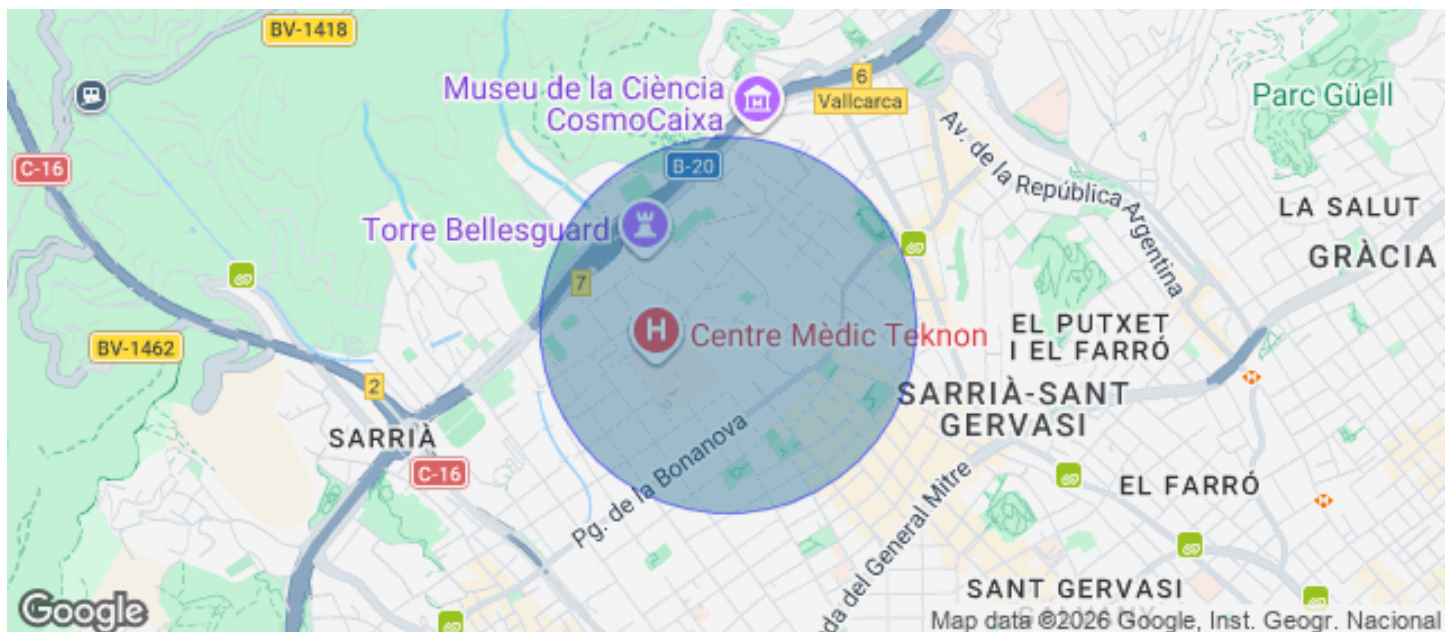 BV-1418
Museu de la Ciència
CosmoCaixa
6
Vallcarca
Parc Güell
C-16
B-20
Av. de la República Argentina
LA SALUT
Torre Bellesguard
GRÀCIA
7
H
Centre Mèdic Teknon
EL PUTXET
I EL FARRÓ
BV-1462
2
SARRIÀ-SANT
GERVASI
SARRIÀ
C-16
Pg. de la Bonanova
EL FARRÓ
da del General Mitre
SANT GERVASI
Google
Map data ©2026 Google, Inst. Geogr. Nacional